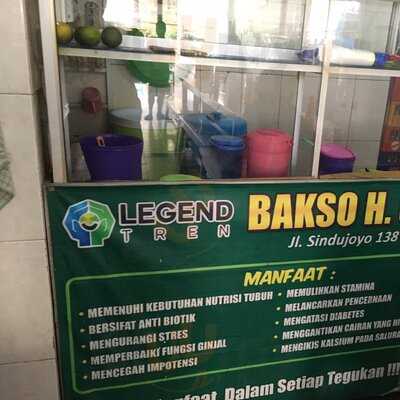 LEGEND
TREN
BAKSO H.
Jl. Sindujoyo 138
MANFAAT :
• MEMENUHI KEBUTUHAN NUTRISI TUBUH
• BERSIFAT ANTI BIOTIK
• MENGURANGI STRES
• MEMPERBAIKI FUNGSI GINJAL
• MENCEGAH IMPOTENSI
• MEMULIHKAN STAMINA
• MELANCARKAN PENCERNAAN
• MENGATASI DIABETES
• MENGGANTIKAN CAIRAN YANG
• MENGIKIS KALSIUM PADA
Dalam Setiap Tegukan !!!